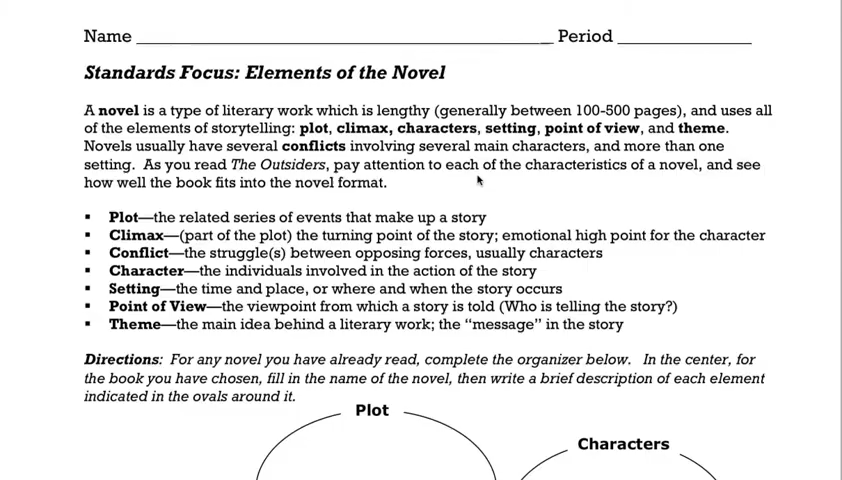 Name ______________________________________________ Period _______________
Standards Focus: Elements of the Novel
A novel is a type of literary work which is lengthy (generally between 100-500 pages), and uses all
of the elements of storytelling: plot, climax, characters, setting, point of view, and theme.
Novels usually have several conflicts involving several main characters, and more than one
setting. As you read The Outsiders, pay attention to each of the characteristics of a novel, and see
how well the book fits into the novel format.
▪ Plot—the related series of events that make up a story
▪ Climax—(part of the plot) the turning point of the story; emotional high point for the character
▪ Conflict—the struggle(s) between opposing forces, usually characters
▪ Character—the individuals involved in the action of the story
▪ Setting—the time and place, or where and when the story occurs
▪ Point of View—the viewpoint from which a story is told (Who is telling the story?)
▪ Theme—the main idea behind a literary work; the “message” in the story
Directions: For any novel you have already read, complete the organizer below. In the center, for
the book you have chosen, fill in the name of the novel, then write a brief description of each element
indicated in the ovals around it.
Plot
Characters